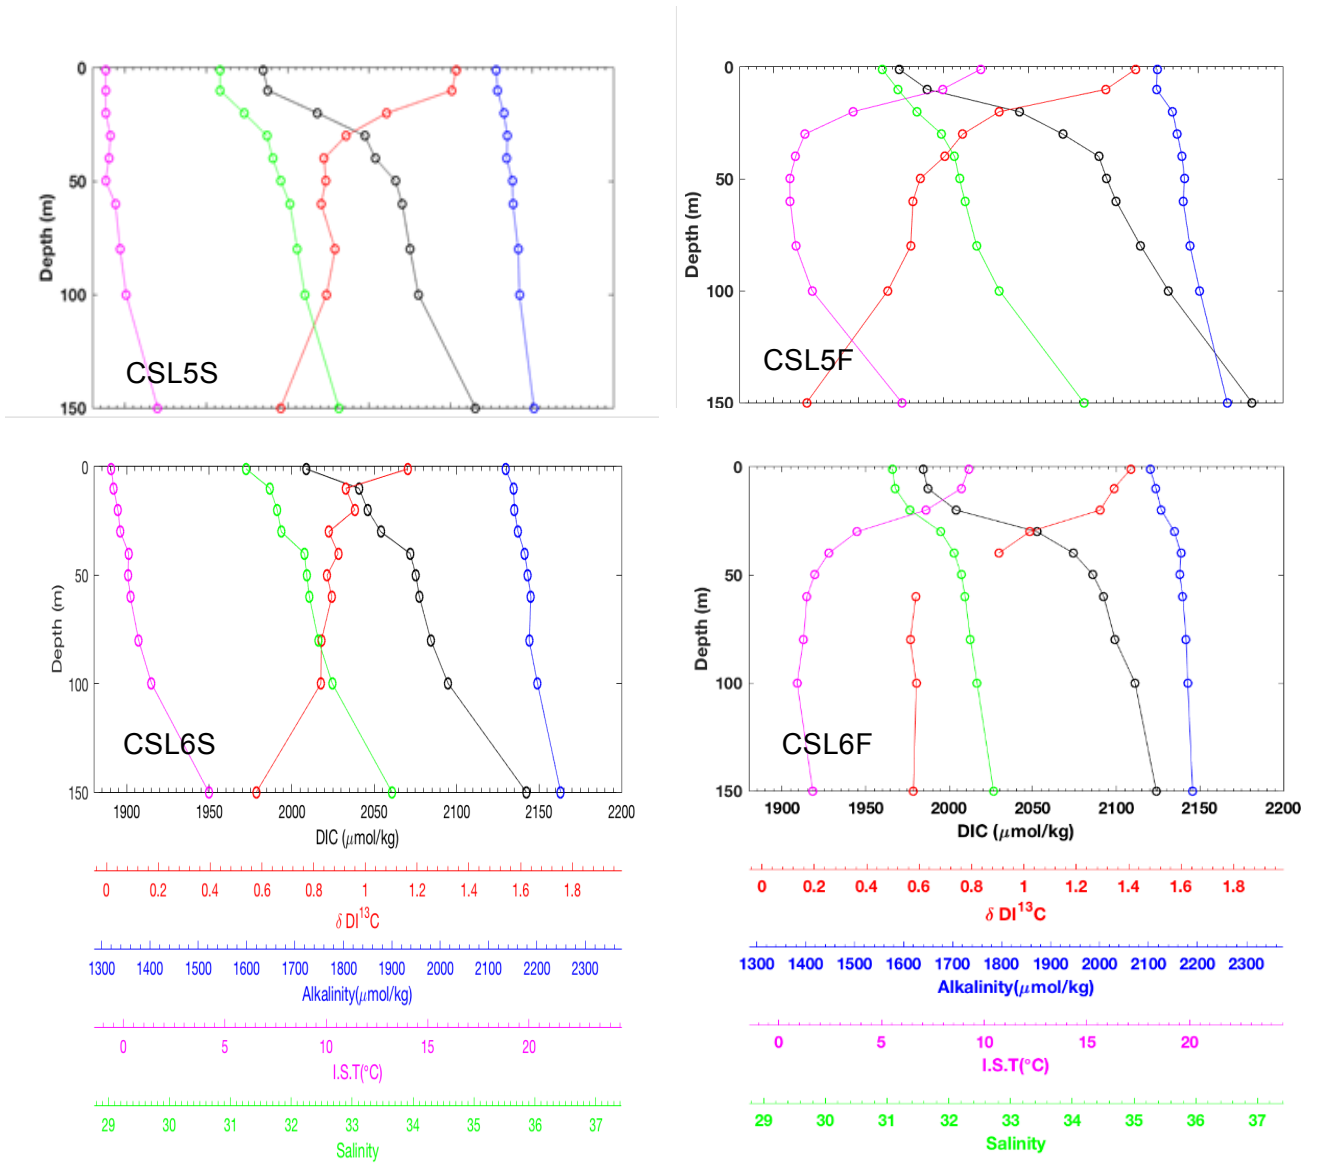 0
50
100
150
Depth (m)
CSL5S
0
50
100
150
Depth (m)
CSL5F
0
50
100
150
Depth (m)
CSL6S
1900 1950 2000 2050 2100 2150 2200
DIC (μmol/kg)
0
50
100
150
Depth (m)
CSL6F
1900 1950 2000 2050 2100 2150 2200
DIC (μmol/kg)
0 0.2 0.4 0.6 0.8 1 1.2 1.4 1.6 1.8
δ DI¹³C
1300 1400 1500 1600 1700 1800 1900 2000 2100 2200 2300
Alkalinity(μmol/kg)
0 5 10 15 20
I.S.T(°C)
29 30 31 32 33 34 35 36 37
Salinity
0 0.2 0.4 0.6 0.8 1 1.2 1.4 1.6 1.8
δ DI¹³C
1300 1400 1500 1600 1700 1800 1900 2000 2100 2200 2300
Alkalinity(μmol/kg)
0 5 10 15 20
I.S.T(°C)
29 30 31 32 33 34 35 36 37
Salinity